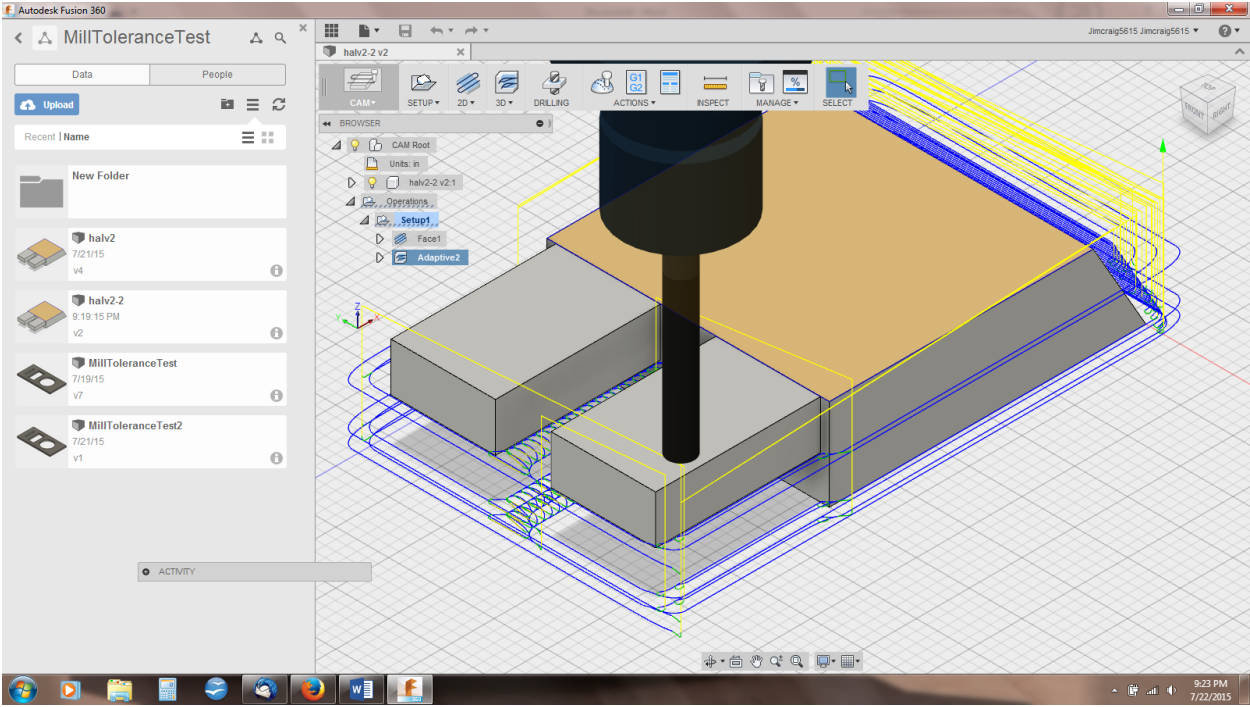 Autodesk Fusion 360
MillToleranceTest
Data
People
Upload
Recent | Name
New Folder
halv2
7/21/15
v4
halv2-2
9:19:15 PM
v2
MillToleranceTest
7/19/15
v7
MillToleranceTest2
7/21/15
v1
ACTIVITY
Jimcraig5615 Jimcraig5615
halv2-2 v2
CAM
SETUP
2D
3D
DRILLING
G1
G2
ACTIONS
INSPECT
%
MANAGE
SELECT
BROWSER
CAM Root
Units: in
halv2-2 v2:1
Operations
Setup1
Face1
Adaptive2
FRONT
RIGHT
Z
Y
X
W
360
9:23 PM
7/22/2015